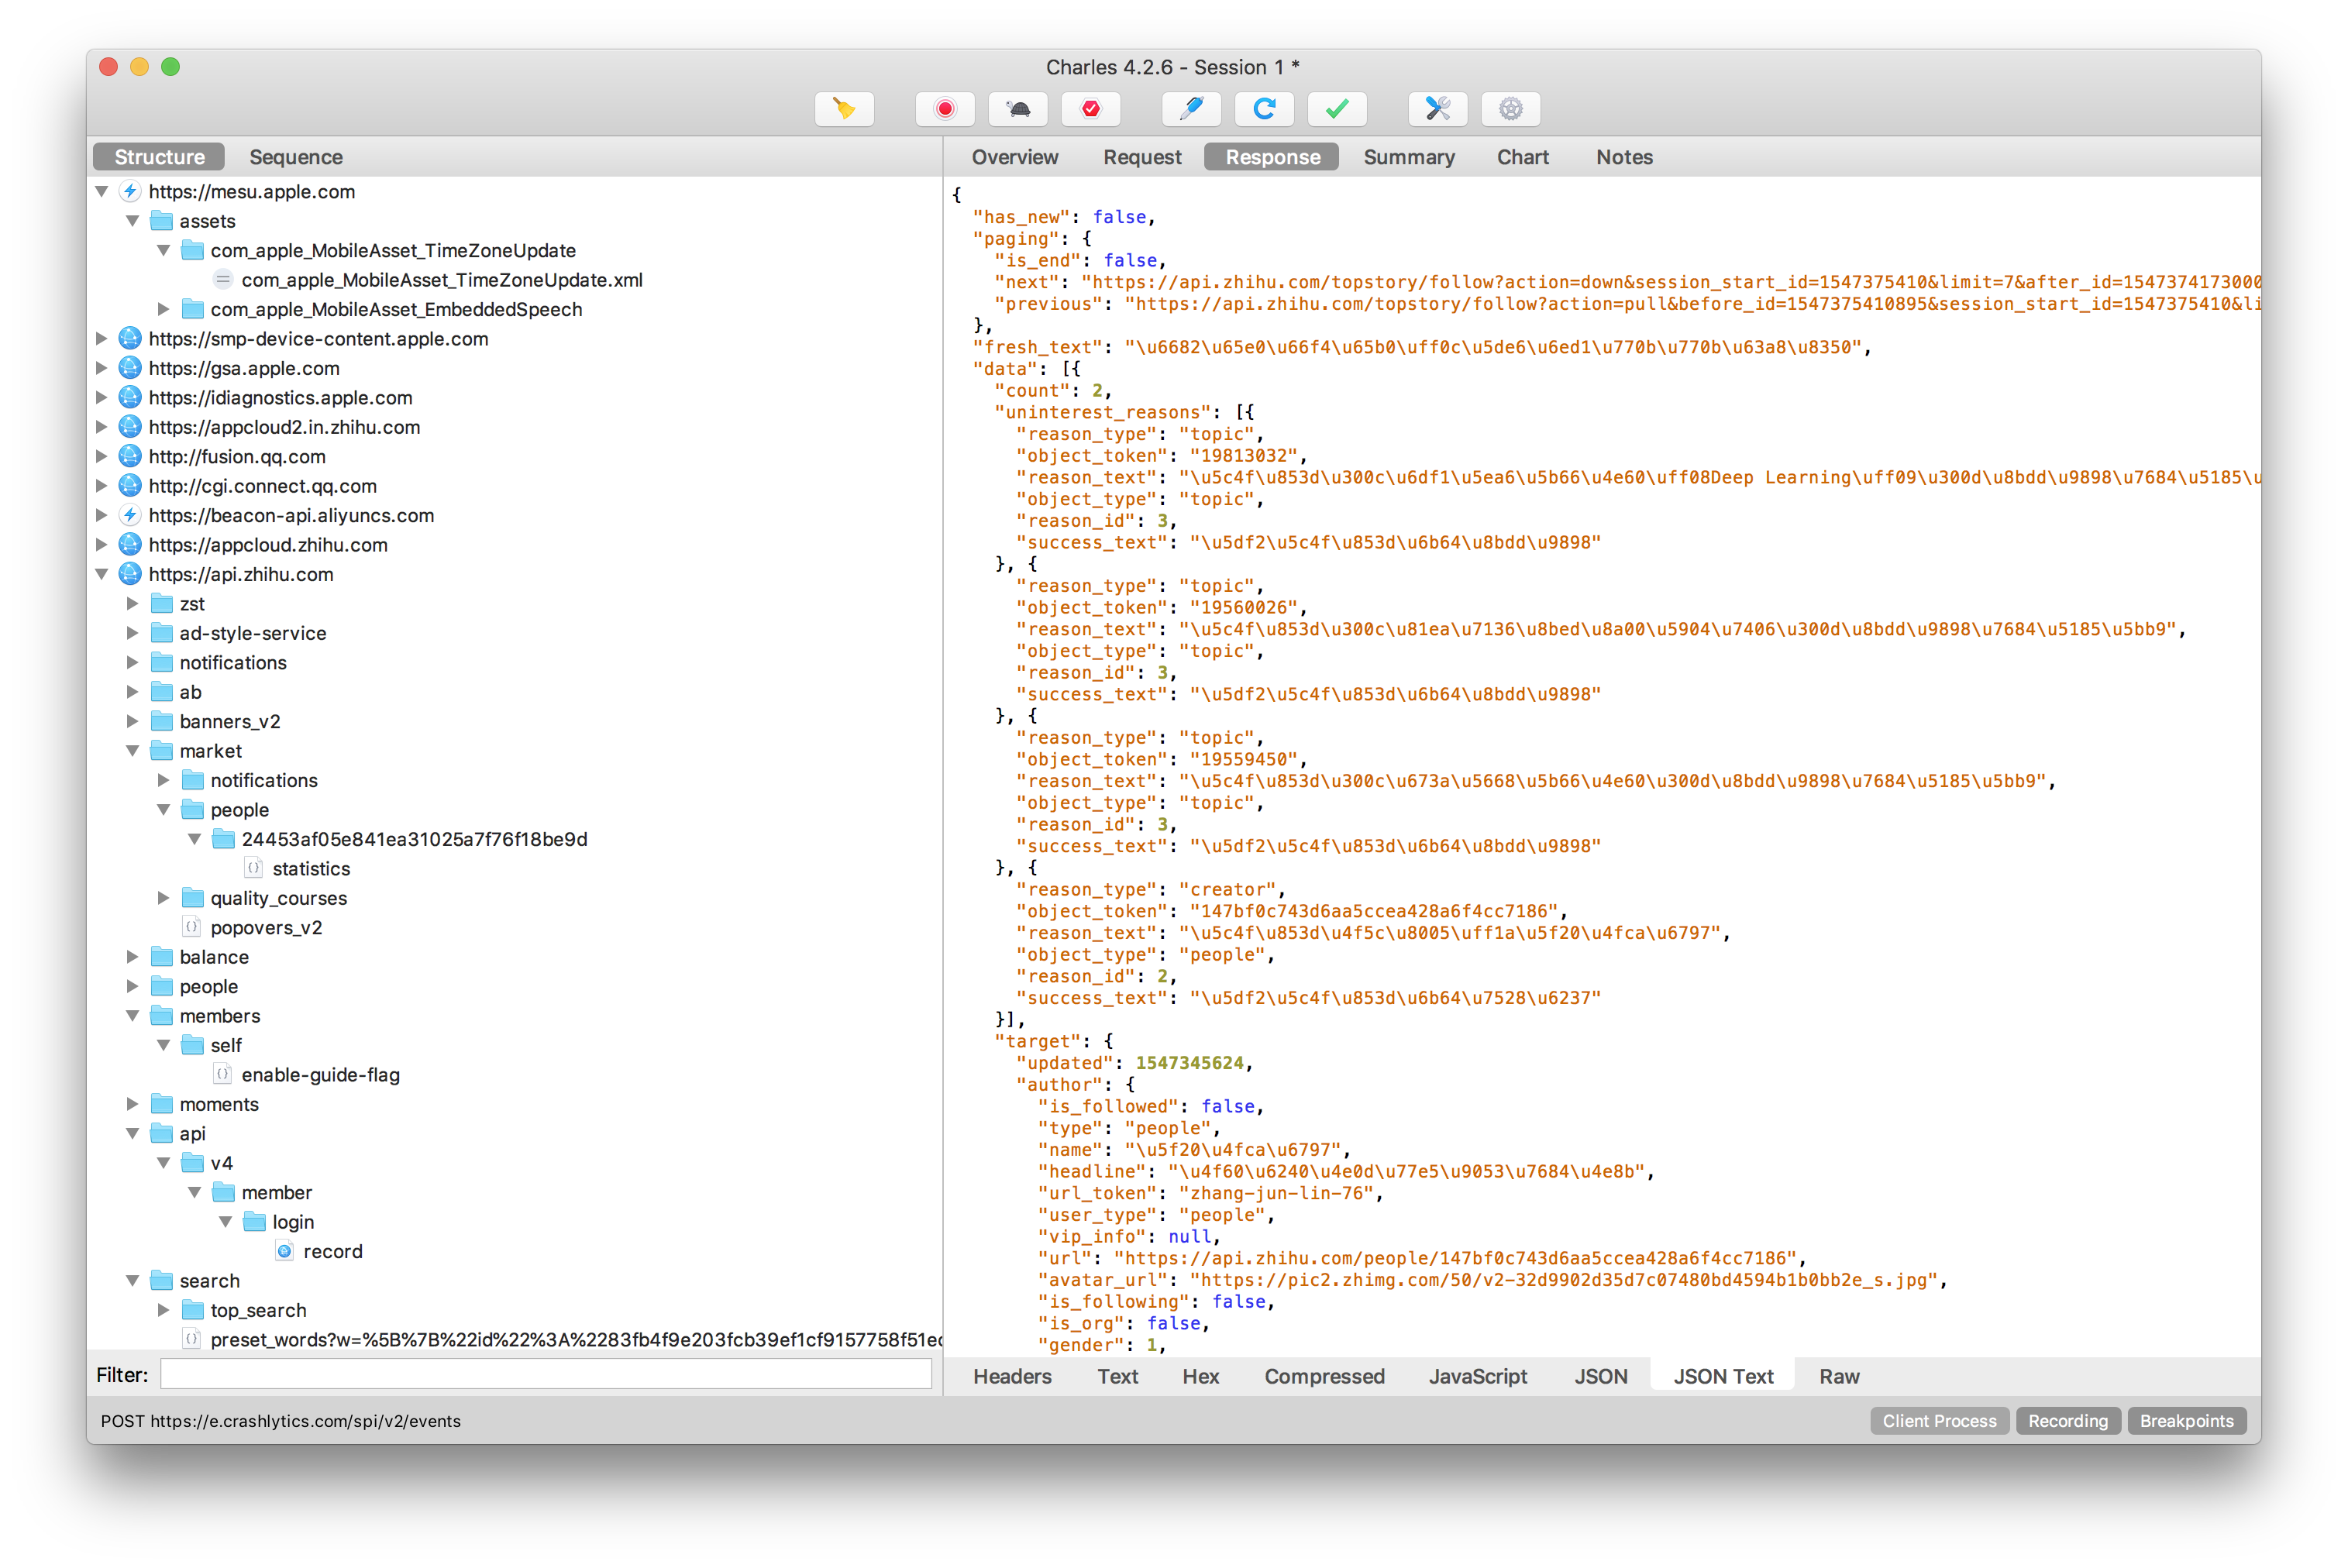 Charles 4.2.6 - Session 1 *
Structure Sequence
https://mesu.apple.com
assets
com_apple_MobileAsset_TimeZoneUpdate
com_apple_MobileAsset_TimeZoneUpdate.xml
com_apple_MobileAsset_EmbeddedSpeech
https://smp-device-content.apple.com
https://gsa.apple.com
https://idiagnostics.apple.com
https://appcloud2.in.zhihu.com
http://fusion.qq.com
http://cgi.connect.qq.com
https://beacon-api.aliyuncs.com
https://appcloud.zhihu.com
https://api.zhihu.com
zst
ad-style-service
notifications
ab
banners_v2
market
notifications
people
24453af05e841ea31025a7f76f18be9d
statistics
quality_courses
popovers_v2
balance
people
members
self
enable-guide-flag
moments
api
v4
member
login
record
search
top_search
preset_words?w=%5B%7B%22id%22%3A%2283fb4f9e203fcb39ef1cf9157758f51e
Filter:
Overview Request Response Summary Chart Notes
{
"has_new": false,
"paging": {
"is_end": false,
"next": "https://api.zhihu.com/topstory/follow?action=down&session_start_id=1547375410&limit=7&after_id=1547374173000
"previous": "https://api.zhihu.com/topstory/follow?action=pull&before_id=1547375410895&session_start_id=1547375410&li
},
"fresh_text": "\u6682\u65e0\u66f4\u65b0\uff0c\u5de6\u6ed1\u770b\u770b\u63a8\u8350",
"data": [{
"count": 2,
"uninterest_reasons": [{
"reason_type": "topic",
"object_token": "19813032",
"reason_text": "\u5c4f\u853d\u300c\u6df1\u5ea6\u5b66\u4e60\uff08Deep Learning\uff09\u300d\u8bdd\u9898\u7684\u5185\u
"object_type": "topic",
"reason_id": 3,
"success_text": "\u5df2\u5c4f\u853d\u6b64\u8bdd\u9898"
}, {
"reason_type": "topic",
"object_token": "19560026",
"reason_text": "\u5c4f\u853d\u300c\u81ea\u7136\u8bed\u8a00\u5904\u7406\u300d\u8bdd\u9898\u7684\u5185\u5bb9",
"object_type": "topic",
"reason_id": 3,
"success_text": "\u5df2\u5c4f\u853d\u6b64\u8bdd\u9898"
}, {
"reason_type": "topic",
"object_token": "19559450",
"reason_text": "\u5c4f\u853d\u300c\u673a\u5668\u5b66\u4e60\u300d\u8bdd\u9898\u7684\u5185\u5bb9",
"object_type": "topic",
"reason_id": 3,
"success_text": "\u5df2\u5c4f\u853d\u6b64\u8bdd\u9898"
}, {
"reason_type": "creator",
"object_token": "147bf0c743d6aa5ccea428a6f4cc7186",
"reason_text": "\u5c4f\u853d\u4f5c\u8005\uff1a\u5f20\u4fca\u6797",
"object_type": "people",
"reason_id": 2,
"success_text": "\u5df2\u5c4f\u853d\u6b64\u7528\u6237"
}],
"target": {
"updated": 1547345624,
"author": {
"is_followed": false,
"type": "people",
"name": "\u5f20\u4fca\u6797",
"headline": "\u4f60\u6240\u4e0d\u77e5\u9053\u7684\u4e8b",
"url_token": "zhang-jun-lin-76",
"user_type": "people",
"vip_info": null,
"url": "https://api.zhihu.com/people/147bf0c743d6aa5ccea428a6f4cc7186",
"avatar_url": "https://pic2.zhimg.com/50/v2-32d9902d35d7c07480bd4594b1b0bb2e_s.jpg",
"is_following": false,
"is_org": false,
"gender": 1,
Headers Text Hex Compressed JavaScript JSON JSON Text Raw
POST https://e.crashlytics.com/spi/v2/events
Client Process Recording Breakpoints